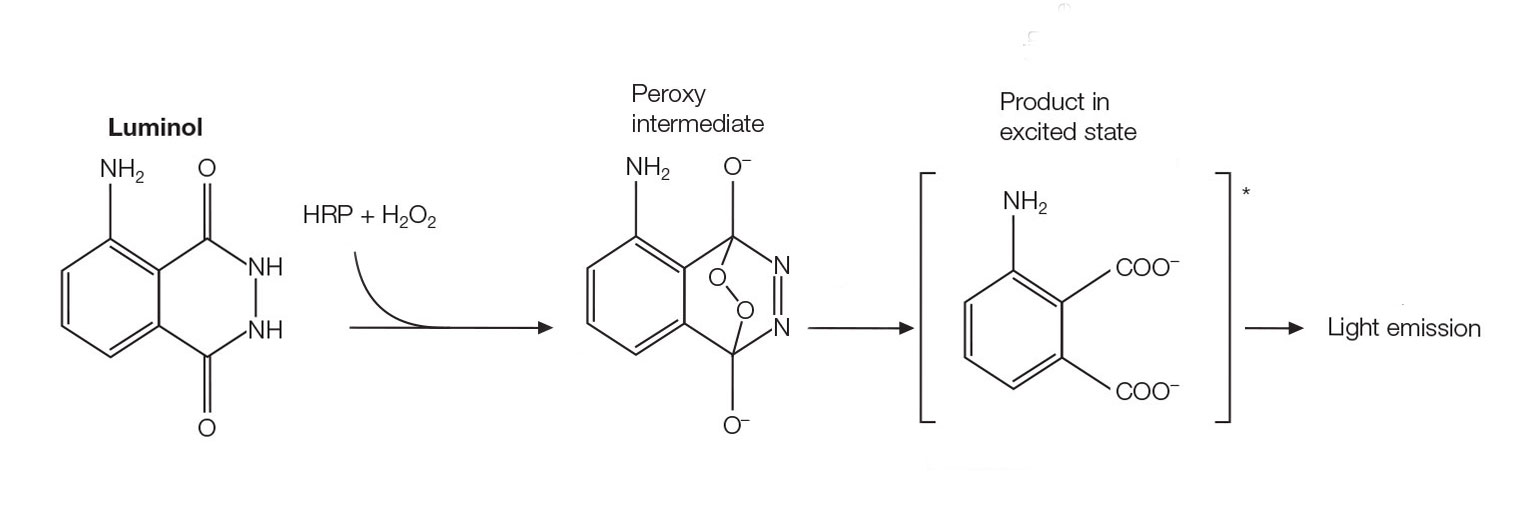 Luminol
NH₂
O
NH
NH
O
HRP + H₂O₂
Peroxy
intermediate
NH₂
O⁻
N
O
O
N
O⁻
Product in
excited state
*
NH₂
COO⁻
COO⁻
Light emission